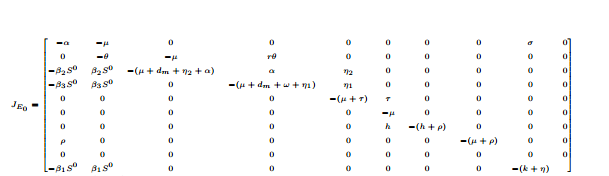 -α -μ 0 0 0 0 0 0 σ 0
0 -θ -μ rθ 0 0 0 0 0 0
-β₂S⁰ β₂S⁰ -(μ + d_m + η₂ + α) α η₂ 0 0 0 0 0
-β₃S⁰ β₃S⁰ 0 -(μ + d_m + ω + η₁) η₁ 0 0 0 0 0
J_{E₀} = 0 0 0 0 -(μ + τ) τ 0 0 0 0
0 0 0 0 0 -μ 0 0 0 0
0 0 0 0 0 h -(h + ρ) 0 0 0
ρ 0 0 0 0 0 0 -(μ + ρ) 0 0
0 0 0 0 0 0 0 0 0 0
-β₁S⁰ β₁S⁰ 0 0 0 0 0 0 -(k + η) 0